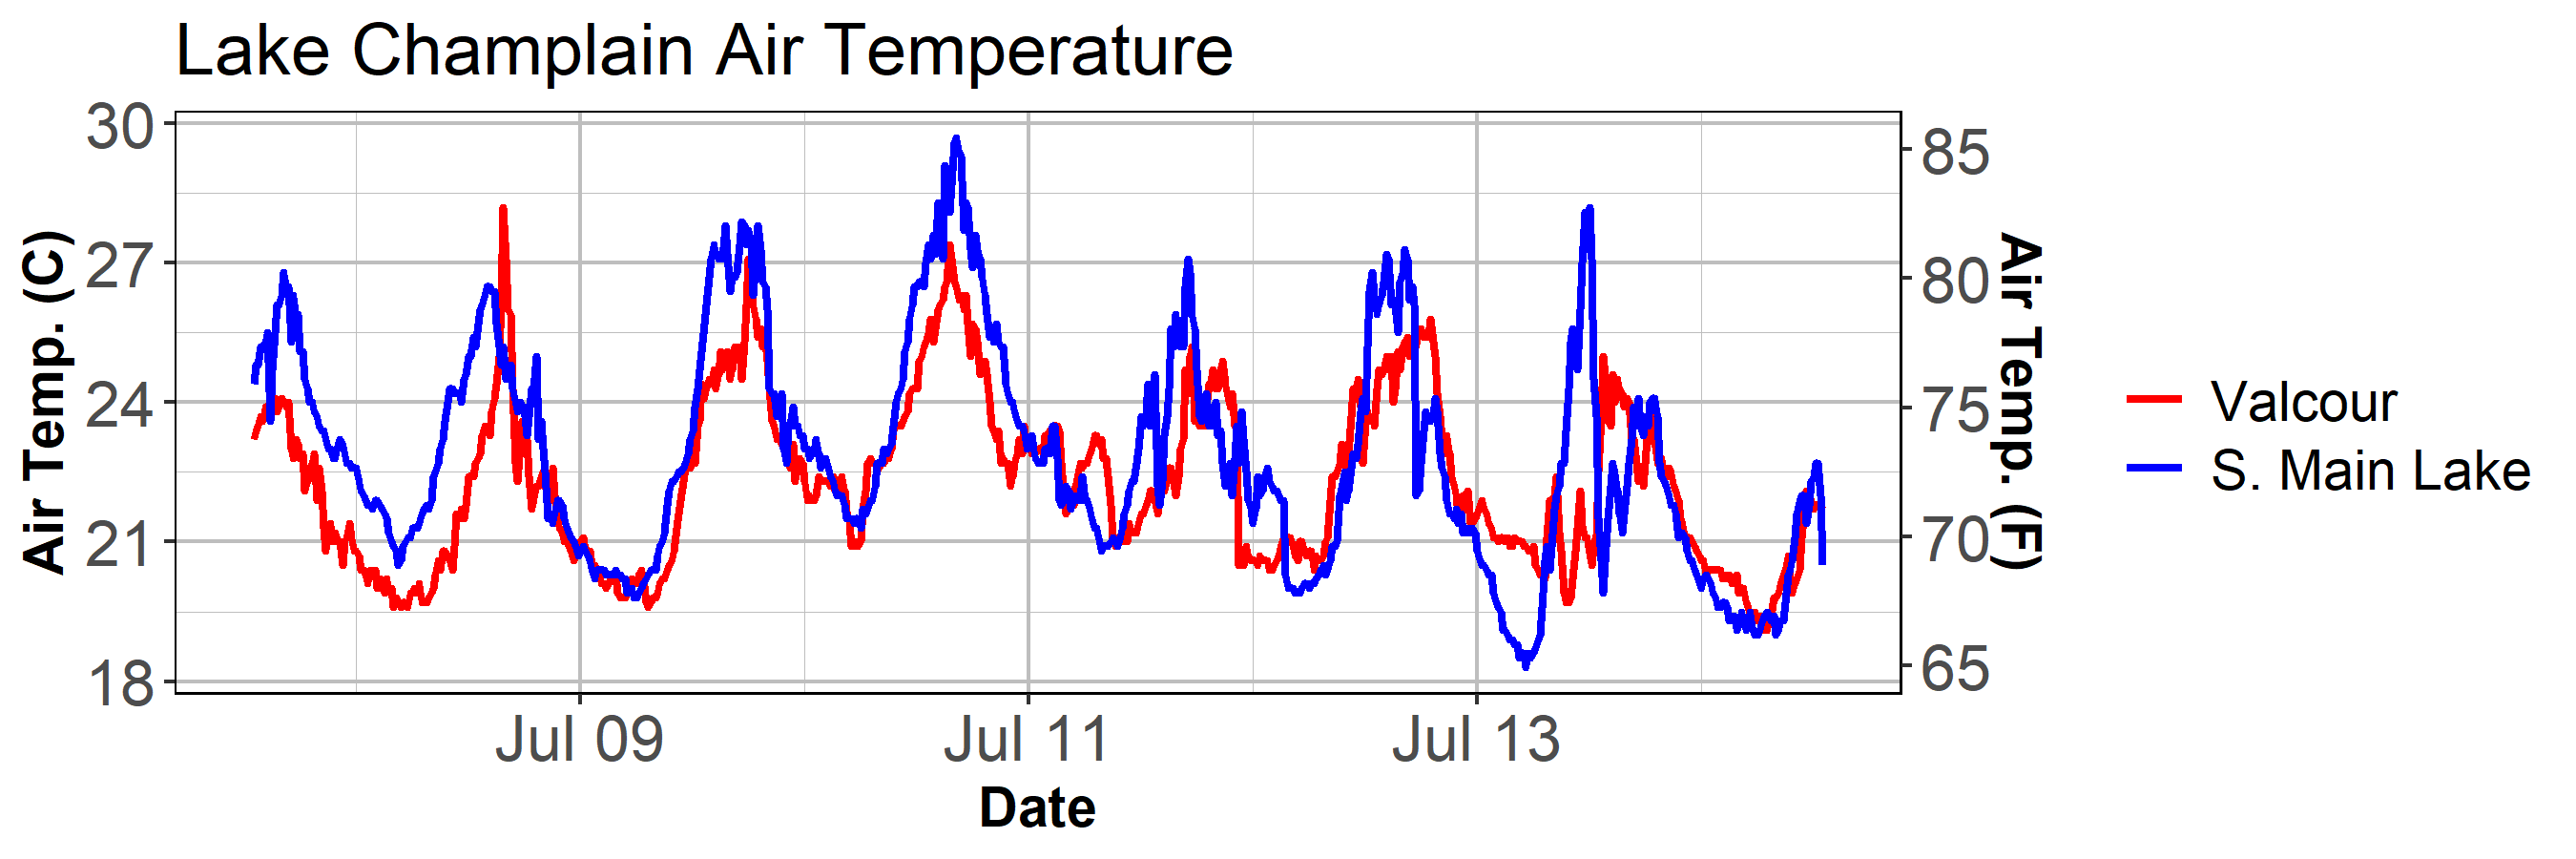 Lake Champlain Air Temperature
30
27
24
21
18
Air Temp. (C)
85
80
75
70
65
Air Temp. (F)
Jul 09
Jul 11
Jul 13
Date
Valcour
S. Main Lake